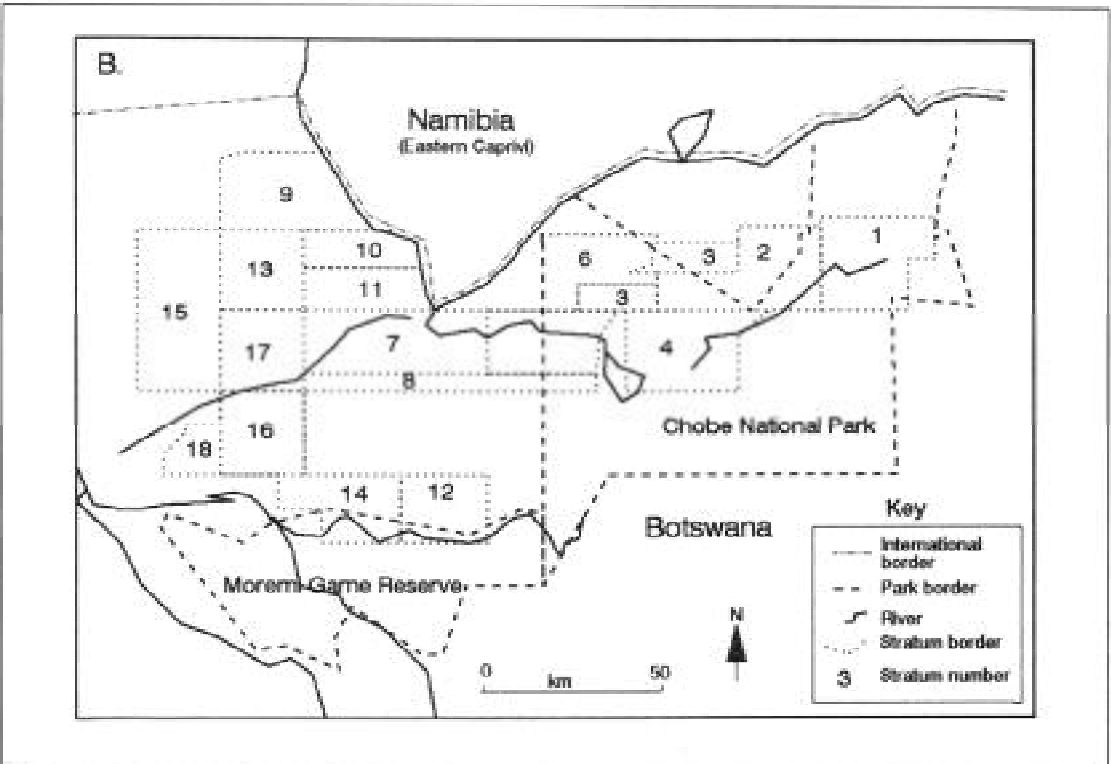 B.
Namibia
(Eastern Caprivi)
9
1
10
2
6
3
13
11
3
15
7
4
17
8
Chobe National Park
16
18
14
12
Key
Botswana
International
border
Moremi Game Reserve
Park border
N
River
Stratum border
0
50
km
3
Stratum number